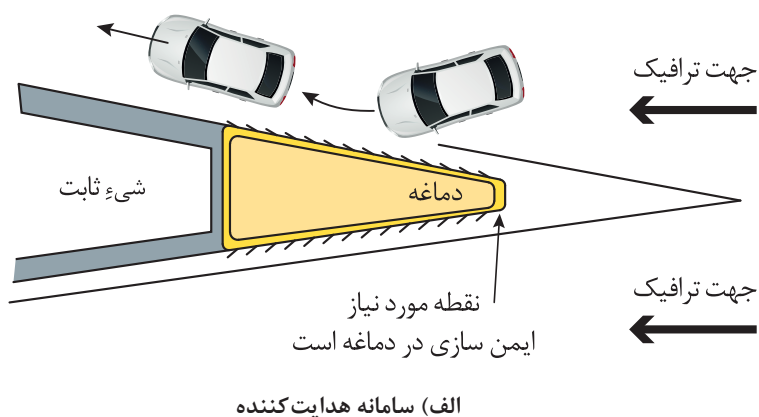 جهت ترافیک
شیءِ ثابت
دماغه
جهت ترافیک
نقطه مورد نیاز
ایمن سازی در دماغه است
الف) سامانه هدایت‌کننده